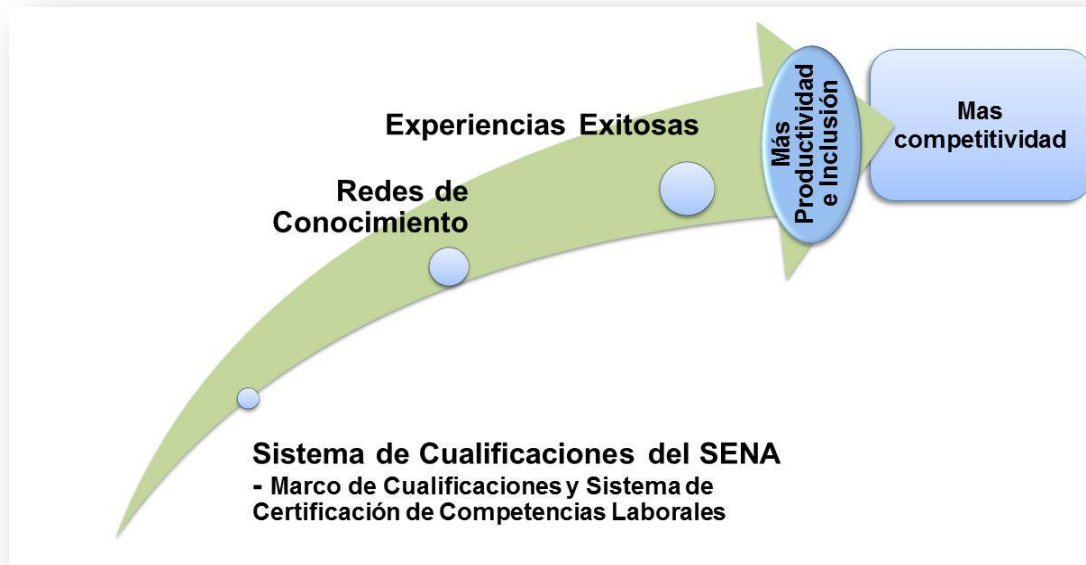 Experiencias Exitosas
Redes de
Conocimiento
Más
Productividad
e Inclusión
Mas
competitividad
Sistema de Cualificaciones del SENA
- Marco de Cualificaciones y Sistema de
Certificación de Competencias Laborales